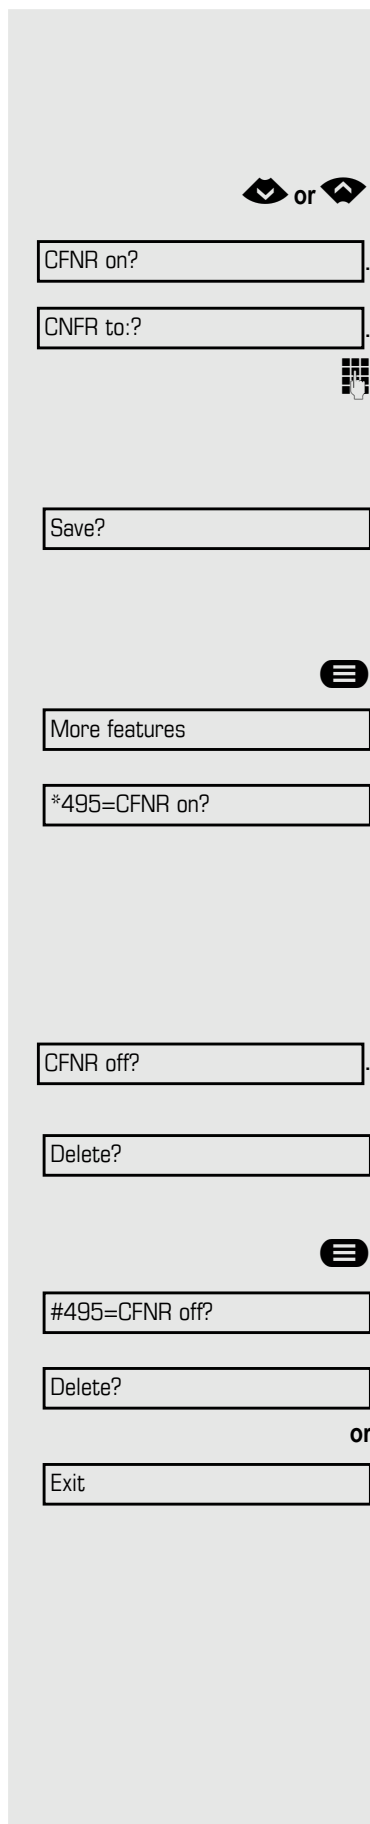 or
CFNR on? .
CNFR to:? .
Save?
More features
*495=CFNR on?
CFNR off? .
Delete?
#495=CFNR off?
Delete?
or
Exit